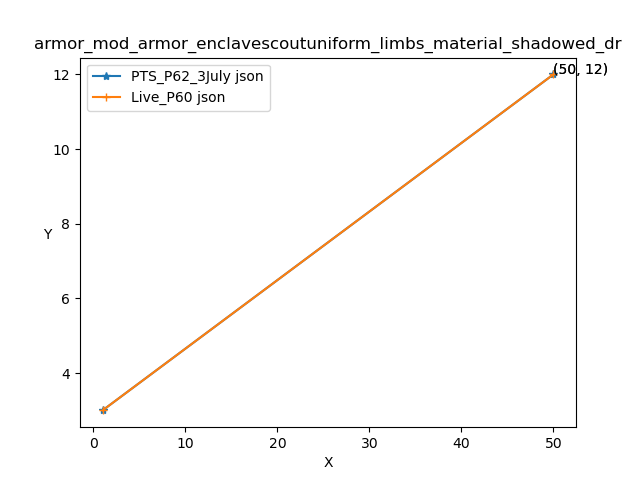 armor_mod_armor_enclavescoutuniform_limbs_material_shadowed_dr
(50, 12)
PTS_P62_3July json
Live_P60 json
12
10
8
6
4
Y
0 10 20 30 40 50
X